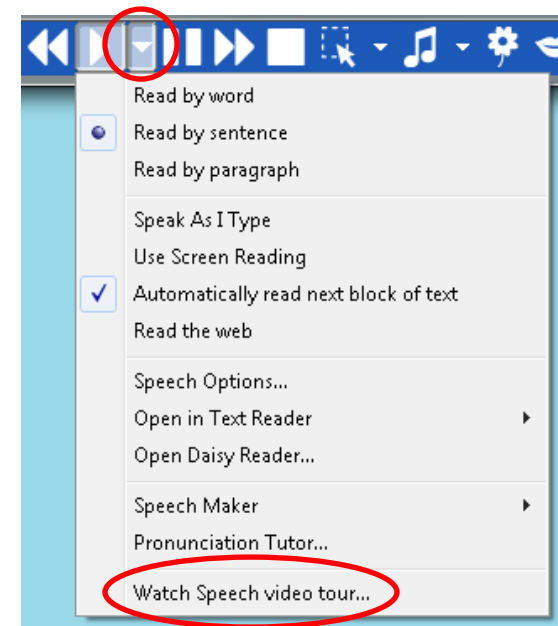 Read by word
Read by sentence
Read by paragraph
Speak As I Type
Use Screen Reading
Automatically read next block of text
Read the web
Speech Options...
Open in Text Reader
Open Daisy Reader...
Speech Maker
Pronunciation Tutor...
Watch Speech video tour...